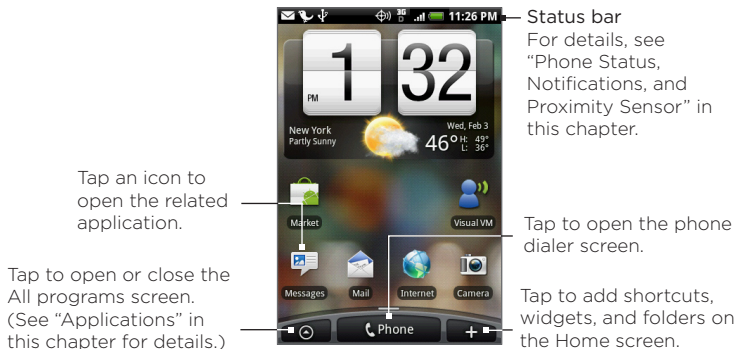 11:26 PM
3G
D
1
32
PM
New York
Partly Sunny
Wed, Feb 3
46°
H: 49°
L: 36°
Market
Visual VM
Messages
Mail
Internet
Camera
Phone
Status bar
For details, see
“Phone Status,
Notifications, and
Proximity Sensor” in
this chapter.
Tap an icon to
open the related
application.
Tap to open the phone
dialer screen.
Tap to open or close the
All programs screen.
(See “Applications” in
this chapter for details.)
Tap to add shortcuts,
widgets, and folders on
the Home screen.